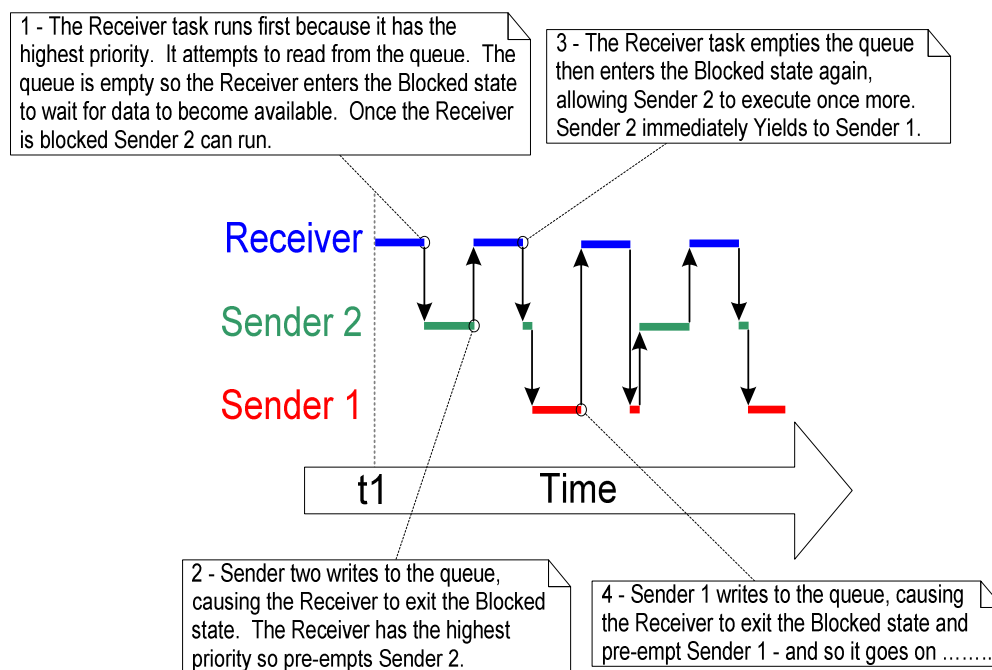 1 - The Receiver task runs first because it has the
highest priority. It attempts to read from the queue. The
queue is empty so the Receiver enters the Blocked state
to wait for data to become available. Once the Receiver
is blocked Sender 2 can run.
3 - The Receiver task empties the queue
then enters the Blocked state again,
allowing Sender 2 to execute once more.
Sender 2 immediately Yields to Sender 1.
Receiver
Sender 2
Sender 1
t1
Time
2 - Sender two writes to the queue,
causing the Receiver to exit the Blocked
state. The Receiver has the highest
priority so pre-empts Sender 2.
4 - Sender 1 writes to the queue, causing
the Receiver to exit the Blocked state and
pre-empt Sender 1 - and so it goes on ........